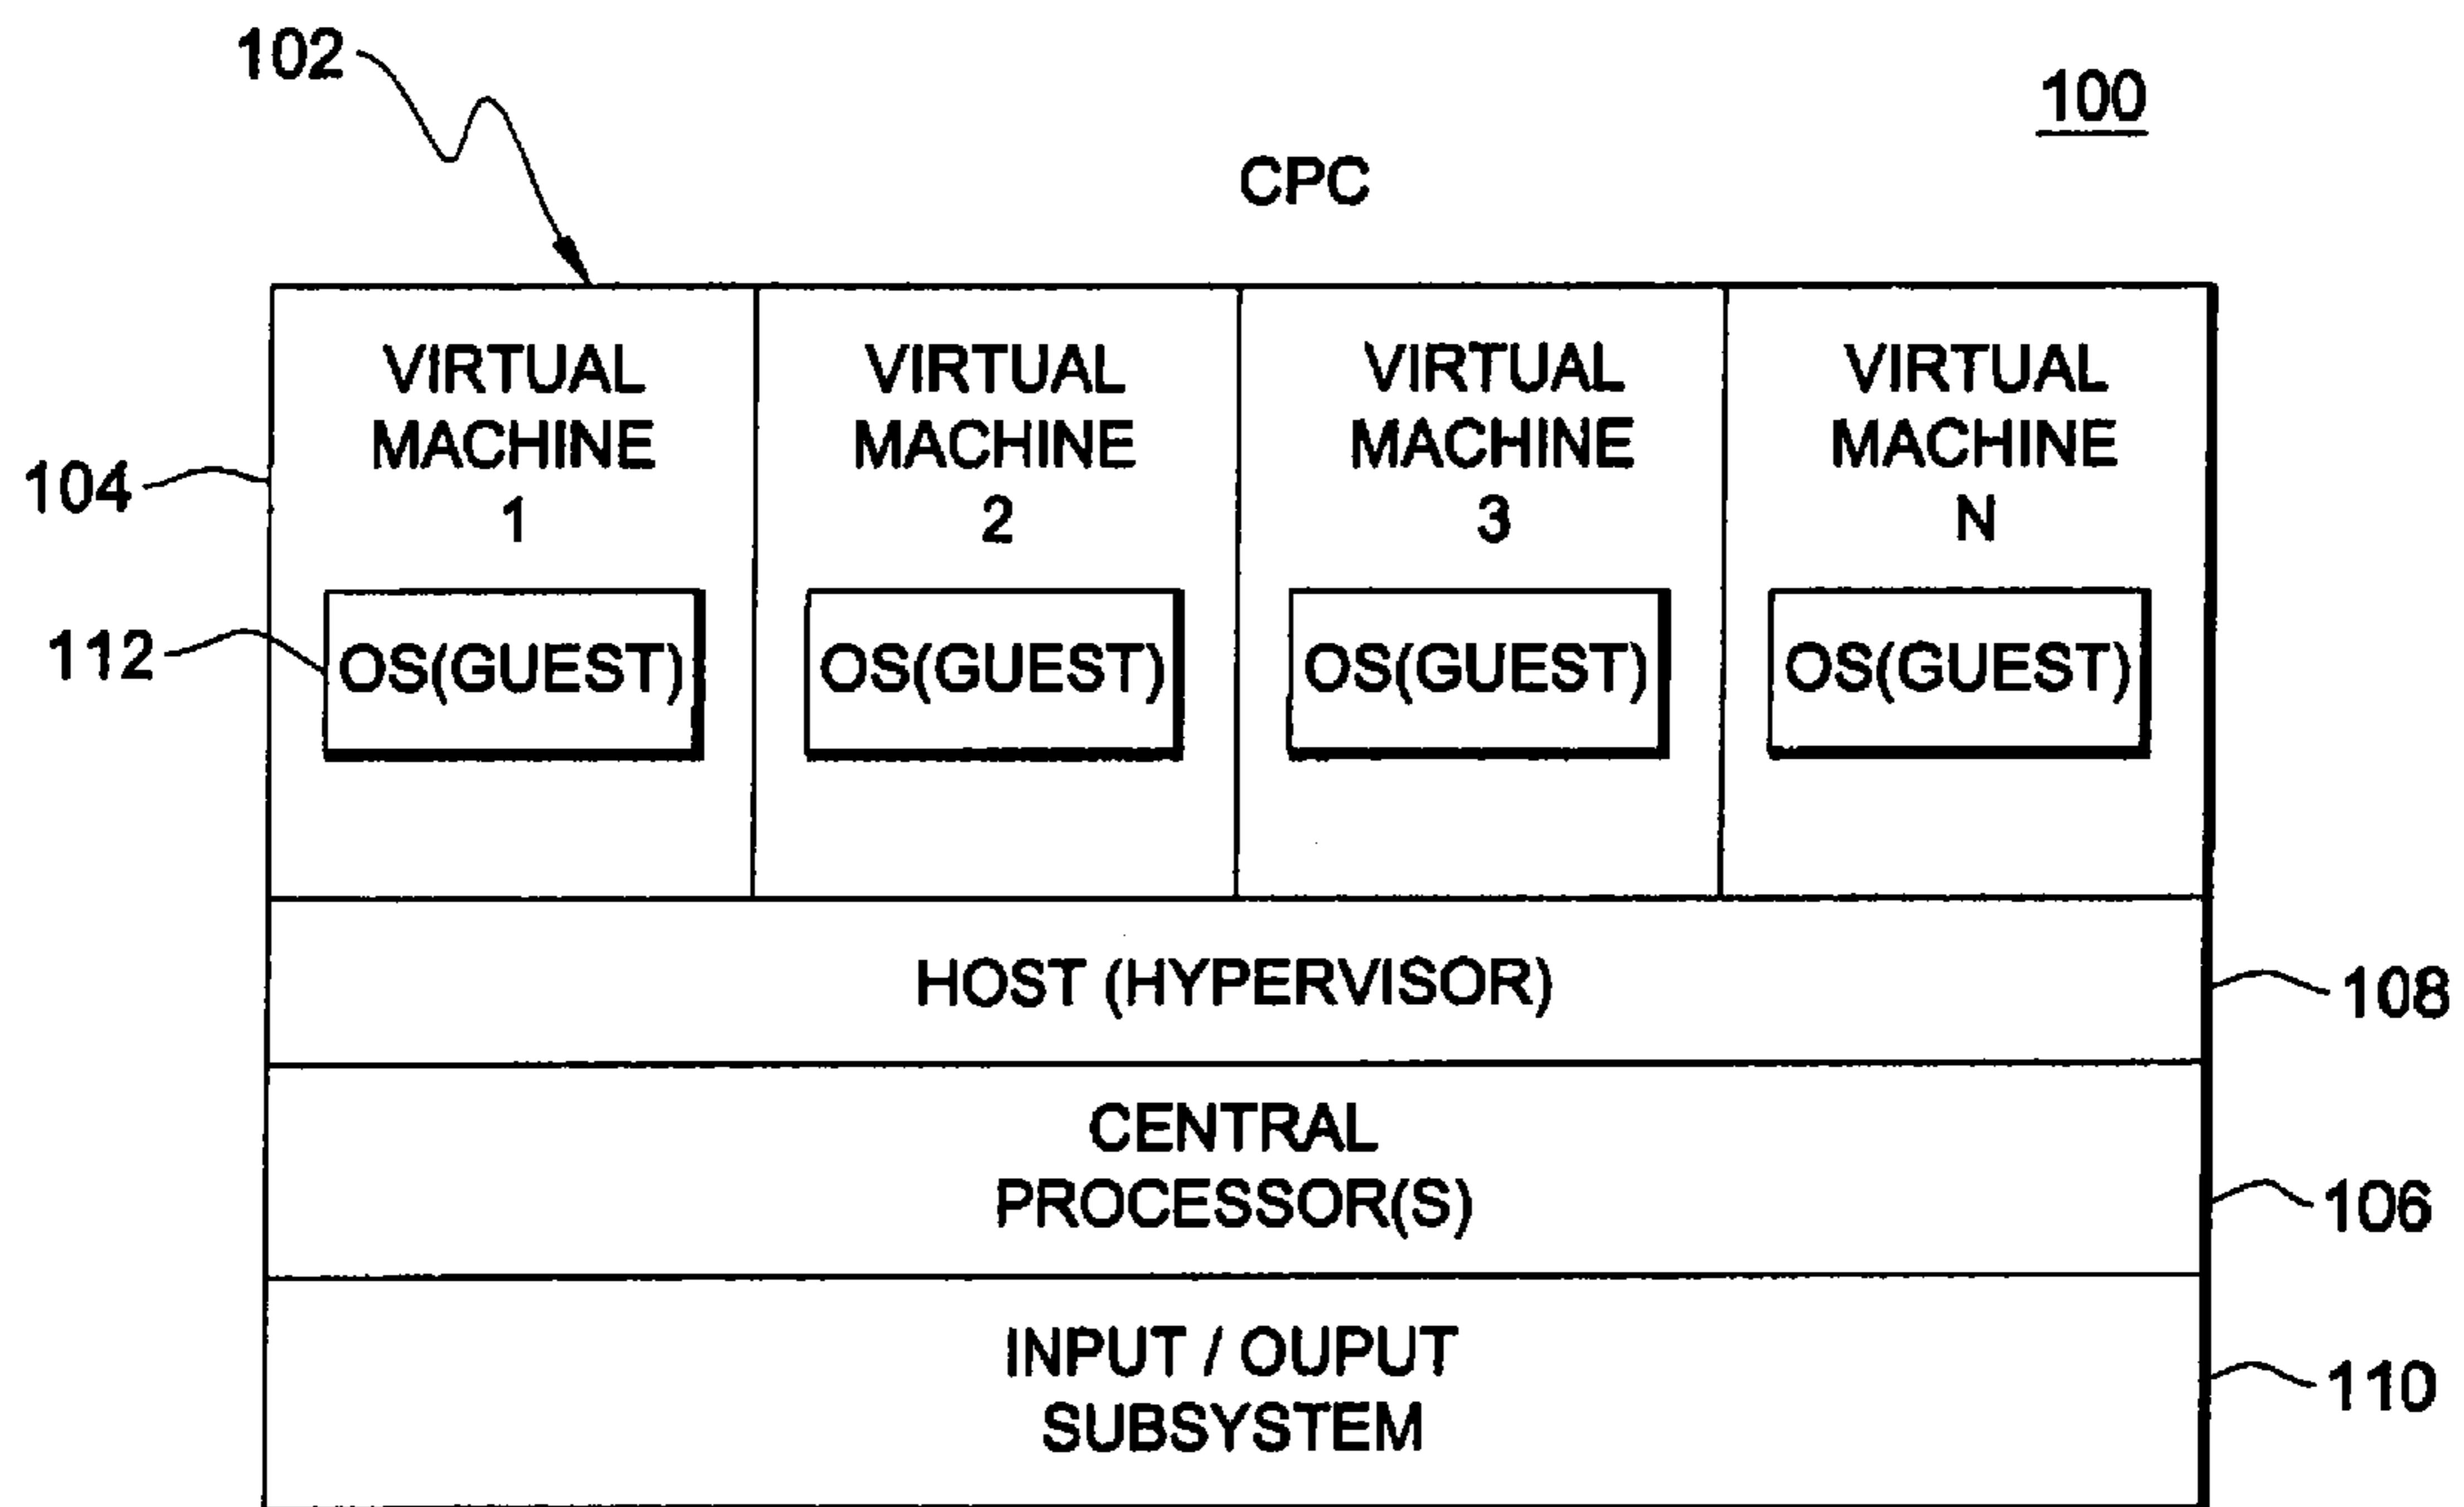 102
100
CPC
VIRTUAL
MACHINE
1
VIRTUAL
MACHINE
2
VIRTUAL
MACHINE
3
VIRTUAL
MACHINE
N
104
112
OS(GUEST)
OS(GUEST)
OS(GUEST)
OS(GUEST)
HOST (HYPERVISOR)
108
CENTRAL
PROCESSOR(S)
106
INPUT / OUPUT
SUBSYSTEM
110